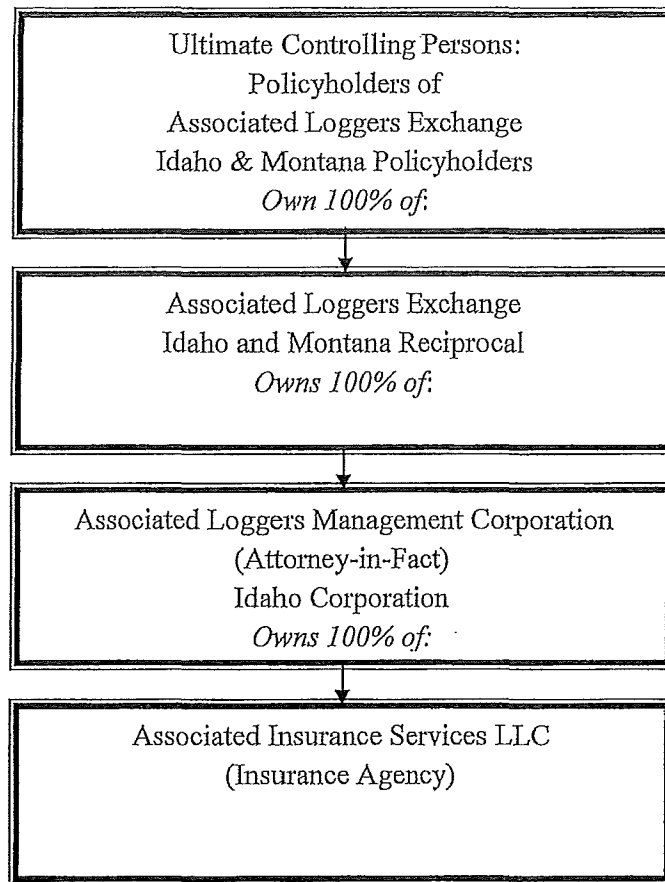 Ultimate Controlling Persons:
Policyholders of
Associated Loggers Exchange
Idaho & Montana Policyholders
Own 100% of:
Associated Loggers Exchange
Idaho and Montana Reciprocal
Owns 100% of:
Associated Loggers Management Corporation
(Attorney-in-Fact)
Idaho Corporation
Owns 100% of:
Associated Insurance Services LLC
(Insurance Agency)